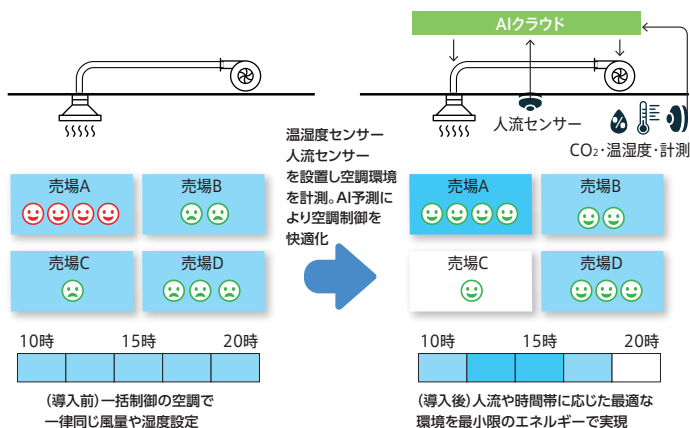 AIクラウド
人流センサー
CO₂・温湿度・計測
温湿度センサー
人流センサー
を設置し空調環境
を計測。AI予測に
より空調制御を
快適化
売場A
売場B
売場C
売場D
10時 15時 20時
（導入前）一括制御の空調で
一律同じ風量や湿度設定
売場A
売場B
売場C
売場D
10時 15時 20時
（導入後）人流や時間帯に応じた最適な
環境を最小限のエネルギーで実現